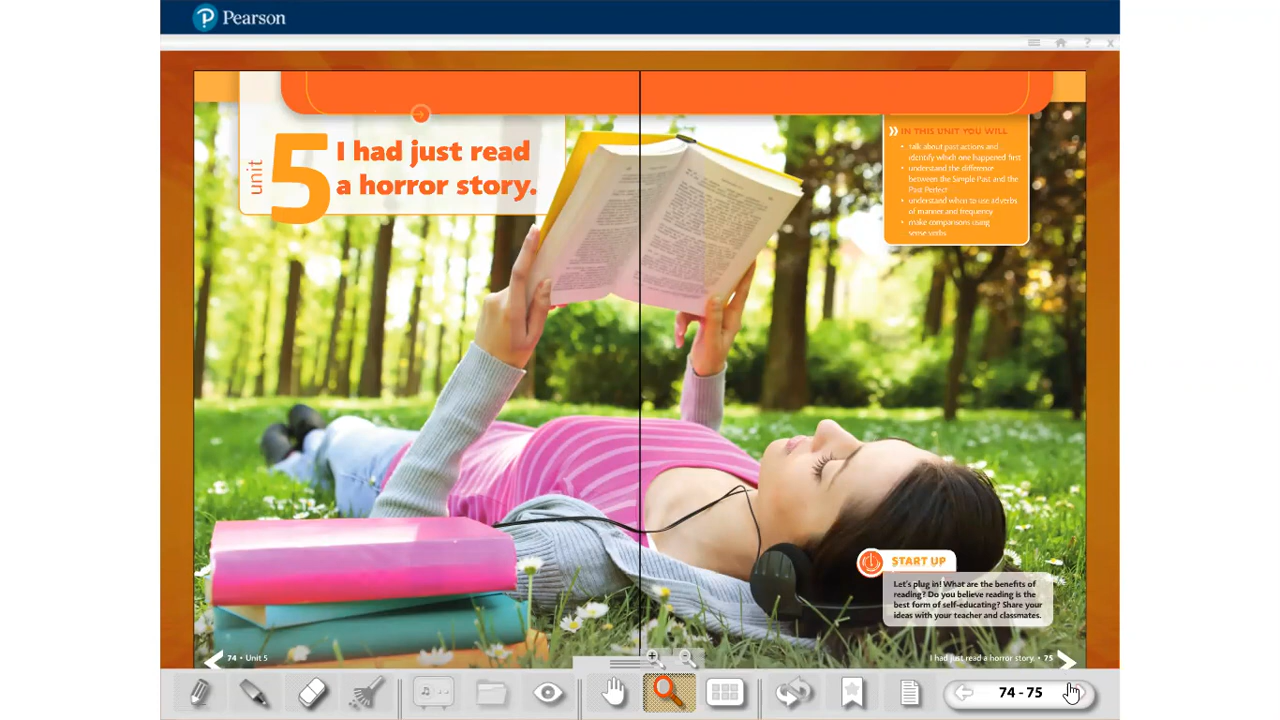 Pearson
unit 5
I had just read
a horror story.
IN THIS UNIT YOU WILL
• talk about past actions and
identify which one happened first
• understand the difference
between the Simple Past and the
Past Perfect
• understand when to use adverbs
of manner and frequency
• make comparisons using
sense verbs
START UP
Let's plug in! What are the benefits of
reading? Do you believe reading is the
best form of self-educating? Share your
ideas with your teacher and classmates.
74 • Unit 5
I had just read a horror story. • 75
74 - 75